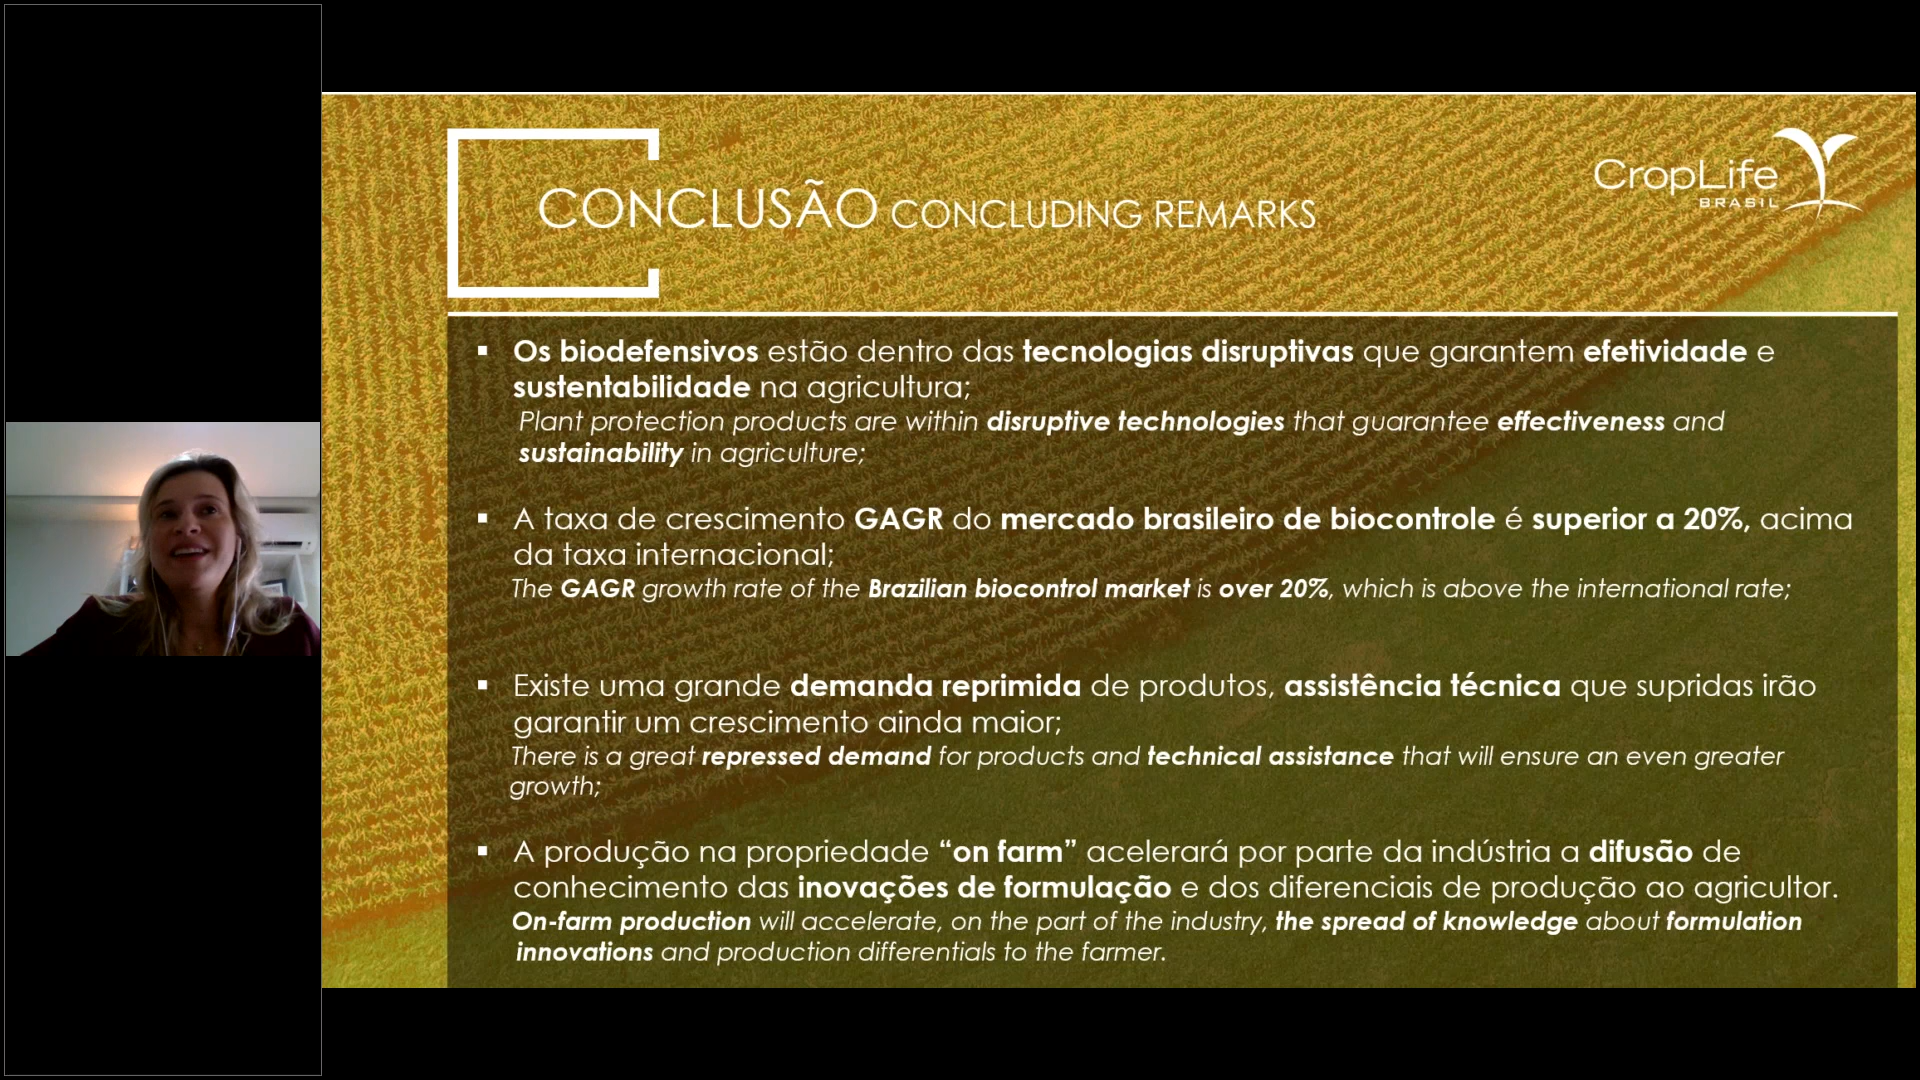 CONCLUSÃO CONCLUDING REMARKS
CropLife
BRASIL
▪ Os biodefensivos estão dentro das tecnologias disruptivas que garantem efetividade e
sustentabilidade na agricultura;
Plant protection products are within disruptive technologies that guarantee effectiveness and
sustainability in agriculture;
▪ A taxa de crescimento GAGR do mercado brasileiro de biocontrole é superior a 20%, acima
da taxa internacional;
The GAGR growth rate of the Brazilian biocontrol market is over 20%, which is above the international rate;
▪ Existe uma grande demanda reprimida de produtos, assistência técnica que supridas irão
garantir um crescimento ainda maior;
There is a great repressed demand for products and technical assistance that will ensure an even greater
growth;
▪ A produção na propriedade “on farm” acelerará por parte da indústria a difusão de
conhecimento das inovações de formulação e dos diferenciais de produção ao agricultor.
On-farm production will accelerate, on the part of the industry, the spread of knowledge about formulation
innovations and production differentials to the farmer.